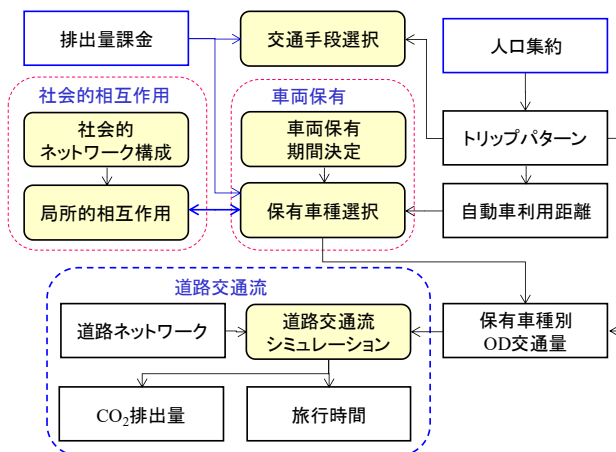 排出量課金
交通手段選択
人口集約
社会的相互作用
車両保有
社会的
ネットワーク構成
車両保有
期間決定
トリップパターン
局所的相互作用
保有車種選択
自動車利用距離
道路交通流
道路ネットワーク
道路交通流
シミュレーション
保有車種別
OD交通量
CO₂排出量
旅行時間